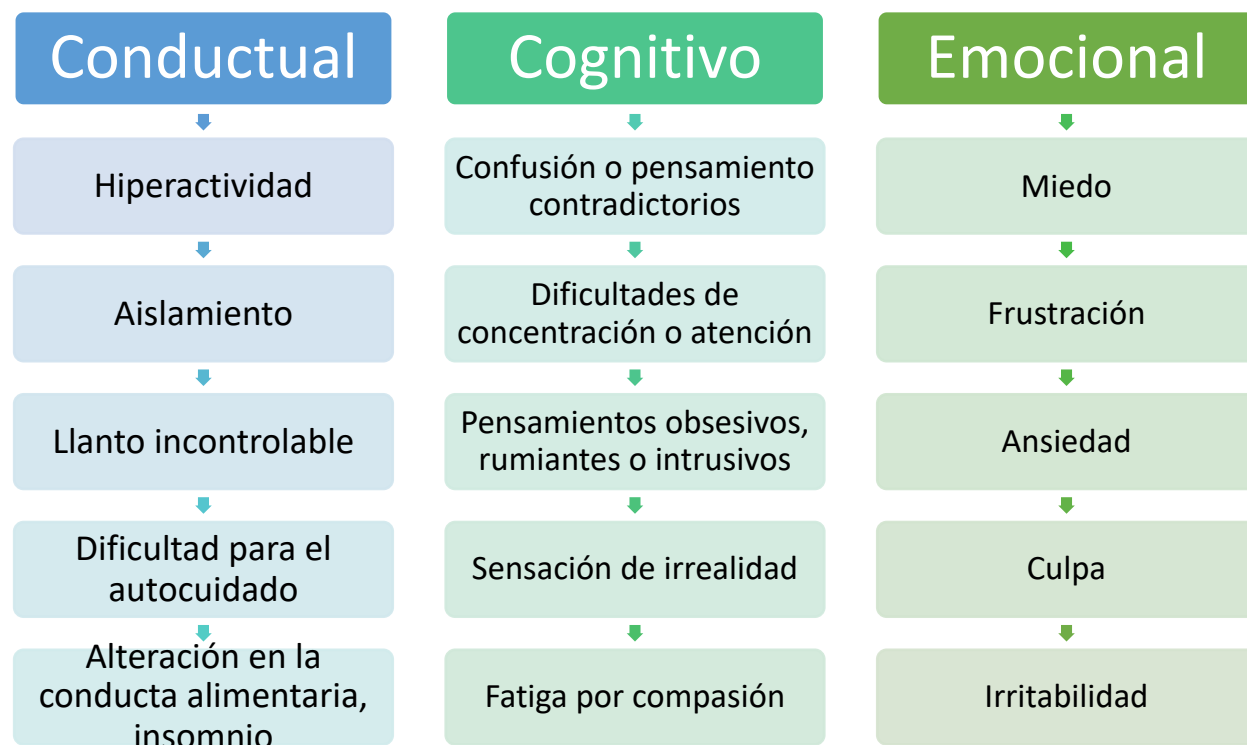 Conductual
Hiperactividad
Aislamiento
Llanto incontrolable
Dificultad para el
autocuidado
Alteración en la
conducta alimentaria,
insomnio
Cognitivo
Confusión o pensamiento
contradictorios
Dificultades de
concentración o atención
Pensamientos obsesivos,
rumiantes o intrusivos
Sensación de irrealidad
Fatiga por compasión
Emocional
Miedo
Frustración
Ansiedad
Culpa
Irritabilidad